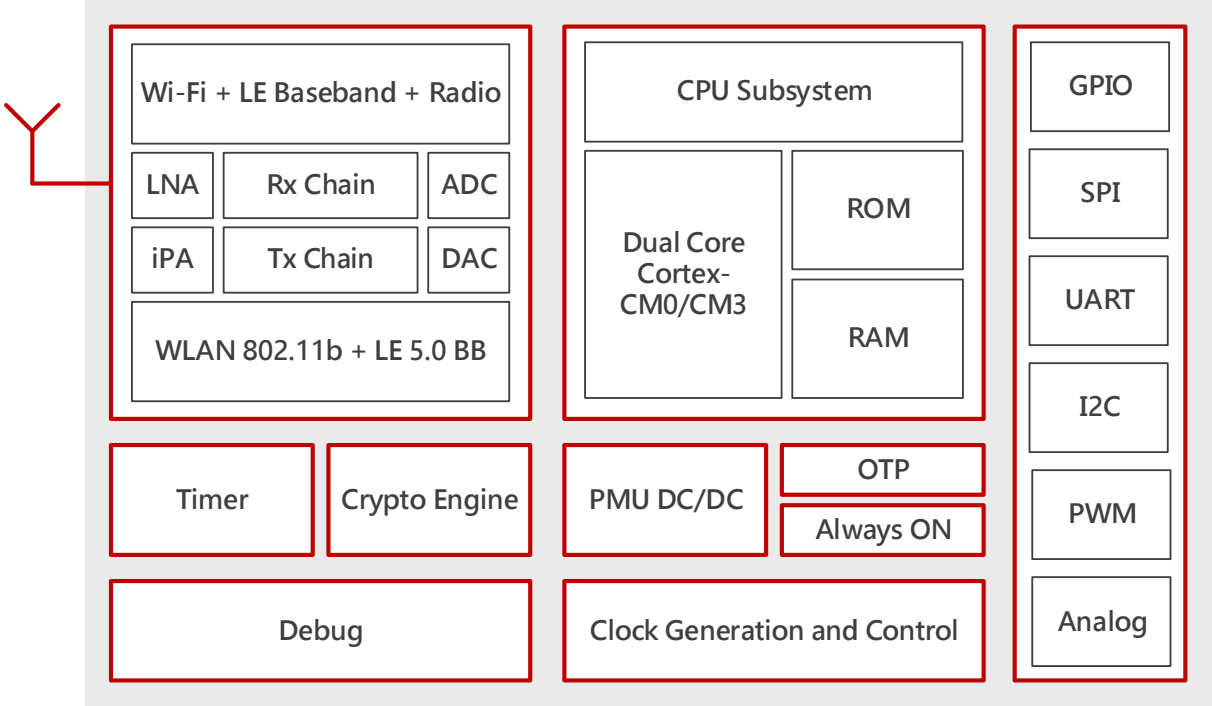 Wi-Fi + LE Baseband + Radio
LNA
Rx Chain
ADC
iPA
Tx Chain
DAC
WLAN 802.11b + LE 5.0 BB
CPU Subsystem
Dual Core
Cortex-
CM0/CM3
ROM
RAM
GPIO
SPI
UART
I2C
PWM
Analog
Timer
Crypto Engine
PMU DC/DC
OTP
Always ON
Debug
Clock Generation and Control